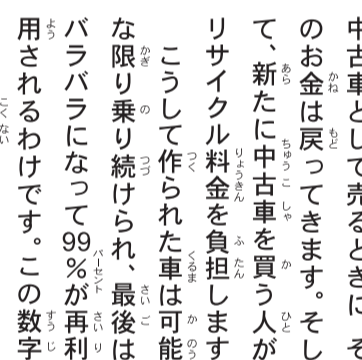 中古車として売るときに、そ
のお金は戻ってきます。そし
て、新たに中古車を買う人が
リサイクル料金を負担します
こうして作られた車は可能
な限り乗り続けられ、最後は
バラバラになって99%が再利
用されるわけです。この数字